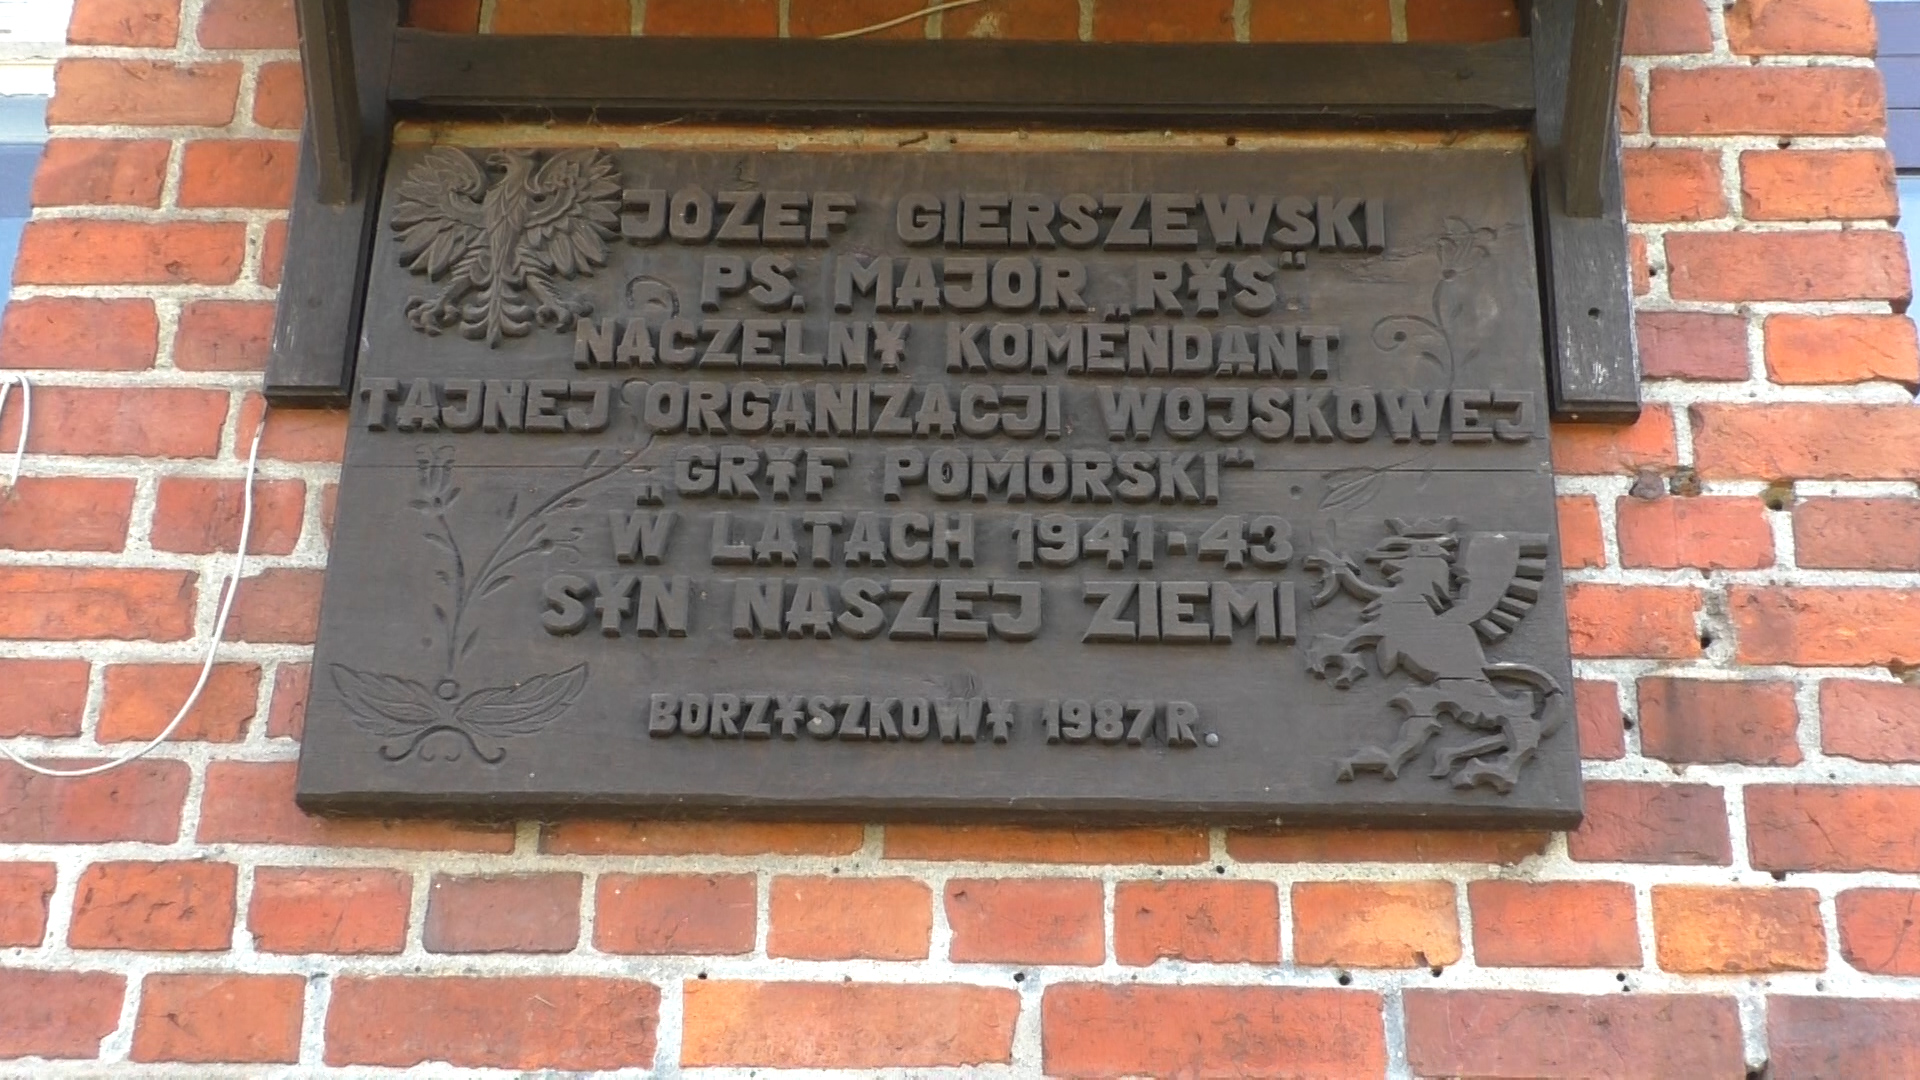 JÓZEF GIERSZEWSKI
PS. MAJOR „RYŚ"
NACZELNY KOMENDANT
TAJNEJ ORGANIZACJI WOJSKOWEJ
„GRYF POMORSKI"
W LATACH 1941-43
SYN NASZEJ ZIEMI
BORZYSZKOWY 1987 R.